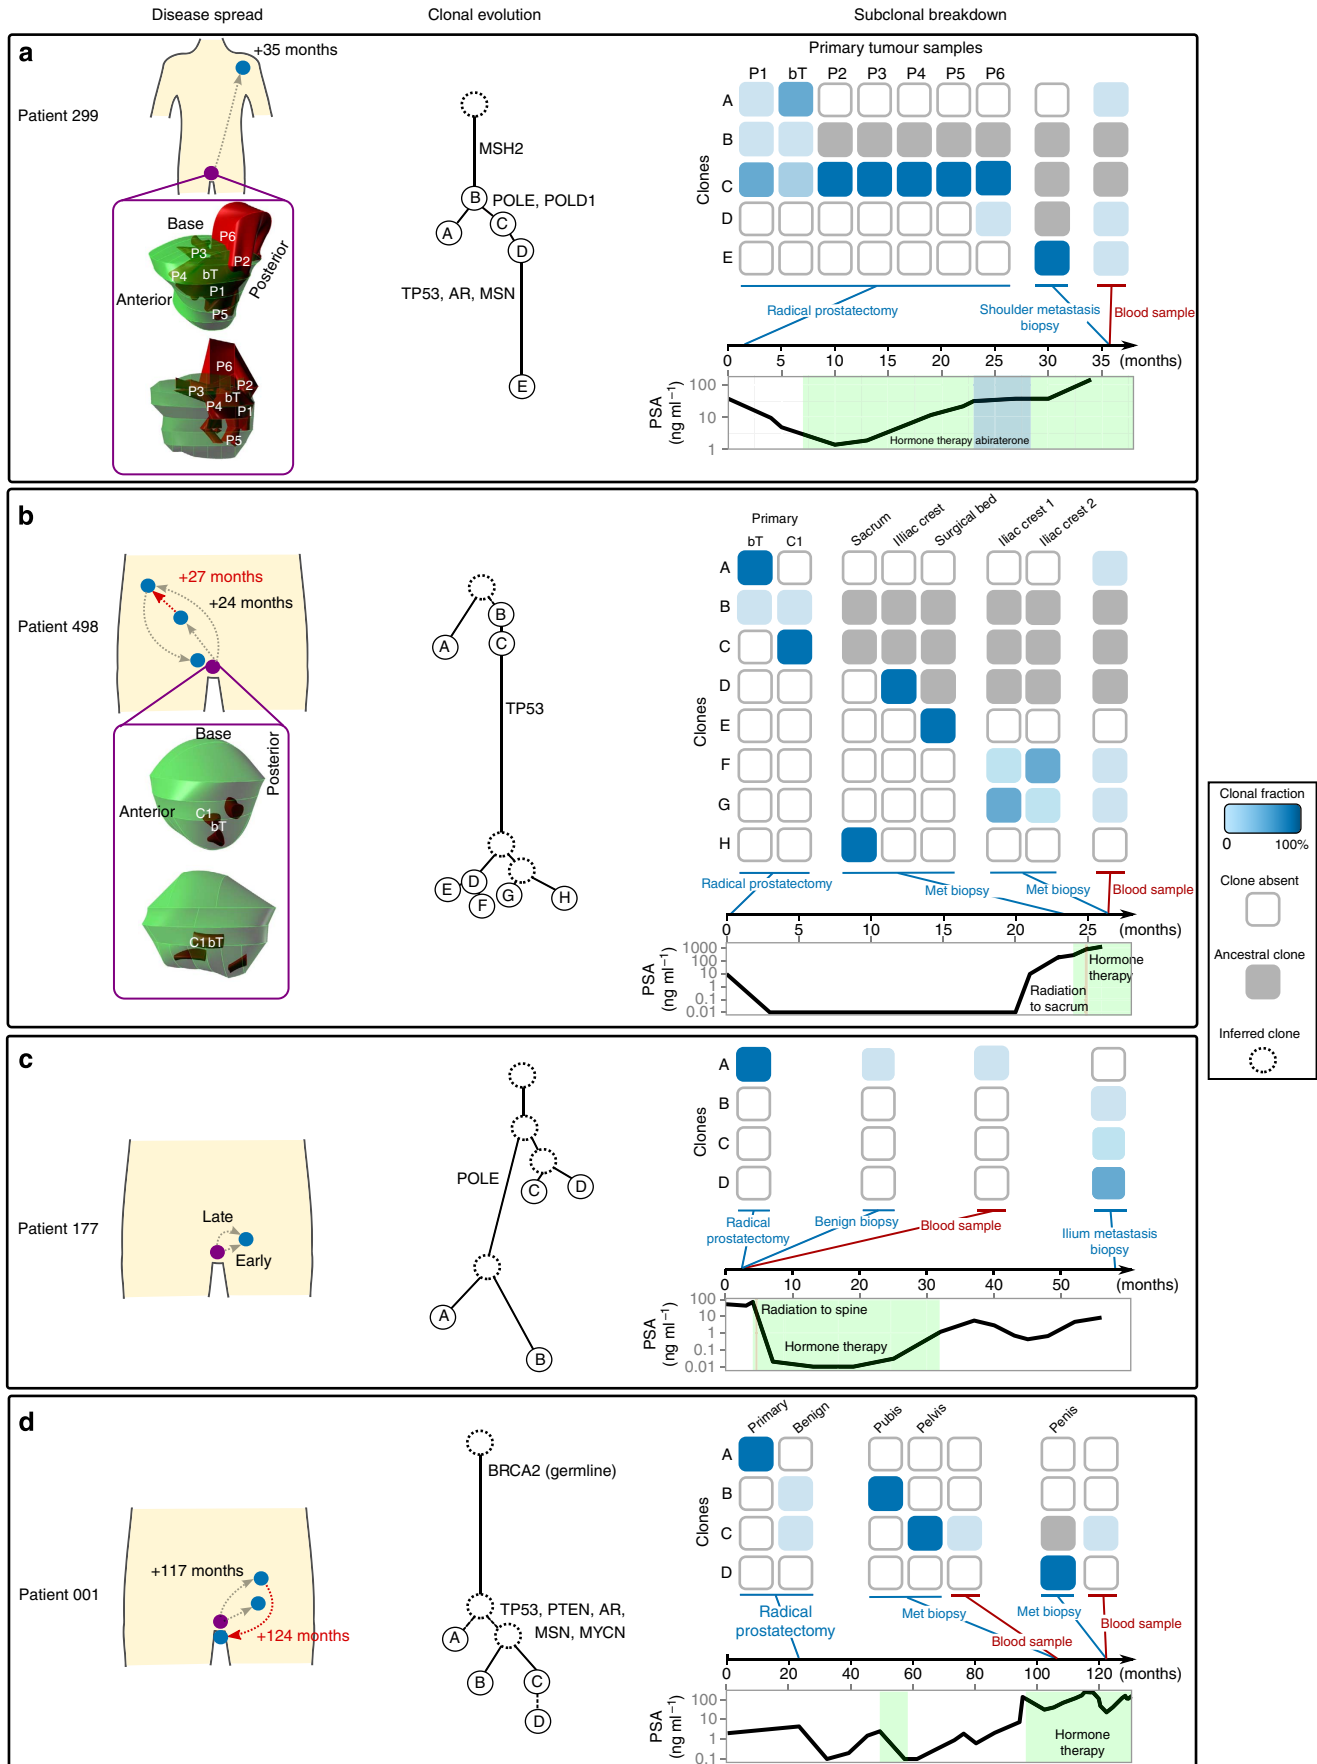 Disease spread
Clonal evolution
Subclonal breakdown
a
Patient 299
+35 months
Base
Posterior
Anterior
P6
P3
P2
P4
bT
P1
P5
P6
P3
P2
bT
P4
P1
P5
MSH2
B
POLE, POLD1
A
C
D
TP53, AR, MSN
E
Primary tumour samples
P1 bT P2 P3 P4 P5 P6
Clones
A
B
C
D
E
Radical prostatectomy
Shoulder metastasis
biopsy
Blood sample
0 5 10 15 20 25 30 35 (months)
PSA
(ng ml−1)
100
10
1
Hormone therapy abiraterone
b
Patient 498
+27 months
+24 months
Base
Posterior
Anterior
C1
bT
C1 bT
B
A
C
TP53
E
D
F
G
H
Primary
bT C1
Sacrum
Illiac crest
Surgical bed
Iliac crest 1
Iliac crest 2
Clones
A
B
C
D
E
F
G
H
Radical prostatectomy
Met biopsy
Met biopsy
Blood sample
0 5 10 15 20 25 (months)
PSA
(ng ml−1)
1000
100
10
1
0.1
0.01
Radiation
to sacrum
Hormone
therapy
Clonal fraction
0 100%
Clone absent
Ancestral clone
Inferred clone
c
Patient 177
Late
Early
POLE
C
D
A
B
Clones
A
B
C
D
Radical
prostatectomy
Benign biopsy
Blood sample
Ilium metastasis
biopsy
0 10 20 30 40 50 (months)
PSA
(ng ml−1)
100
10
1
0.1
0.01
Radiation to spine
Hormone therapy
d
Patient 001
+117 months
+124 months
BRCA2 (germline)
TP53, PTEN, AR,
MSN, MYCN
A
B
C
D
Primary
Benign
Pubis
Pelvis
Penis
Clones
A
B
C
D
Radical
prostatectomy
Met biopsy
Blood sample
Met biopsy
Blood sample
0 20 40 60 80 100 120 (months)
PSA
(ng ml−1)
100
10
1
0.1
Hormone
therapy